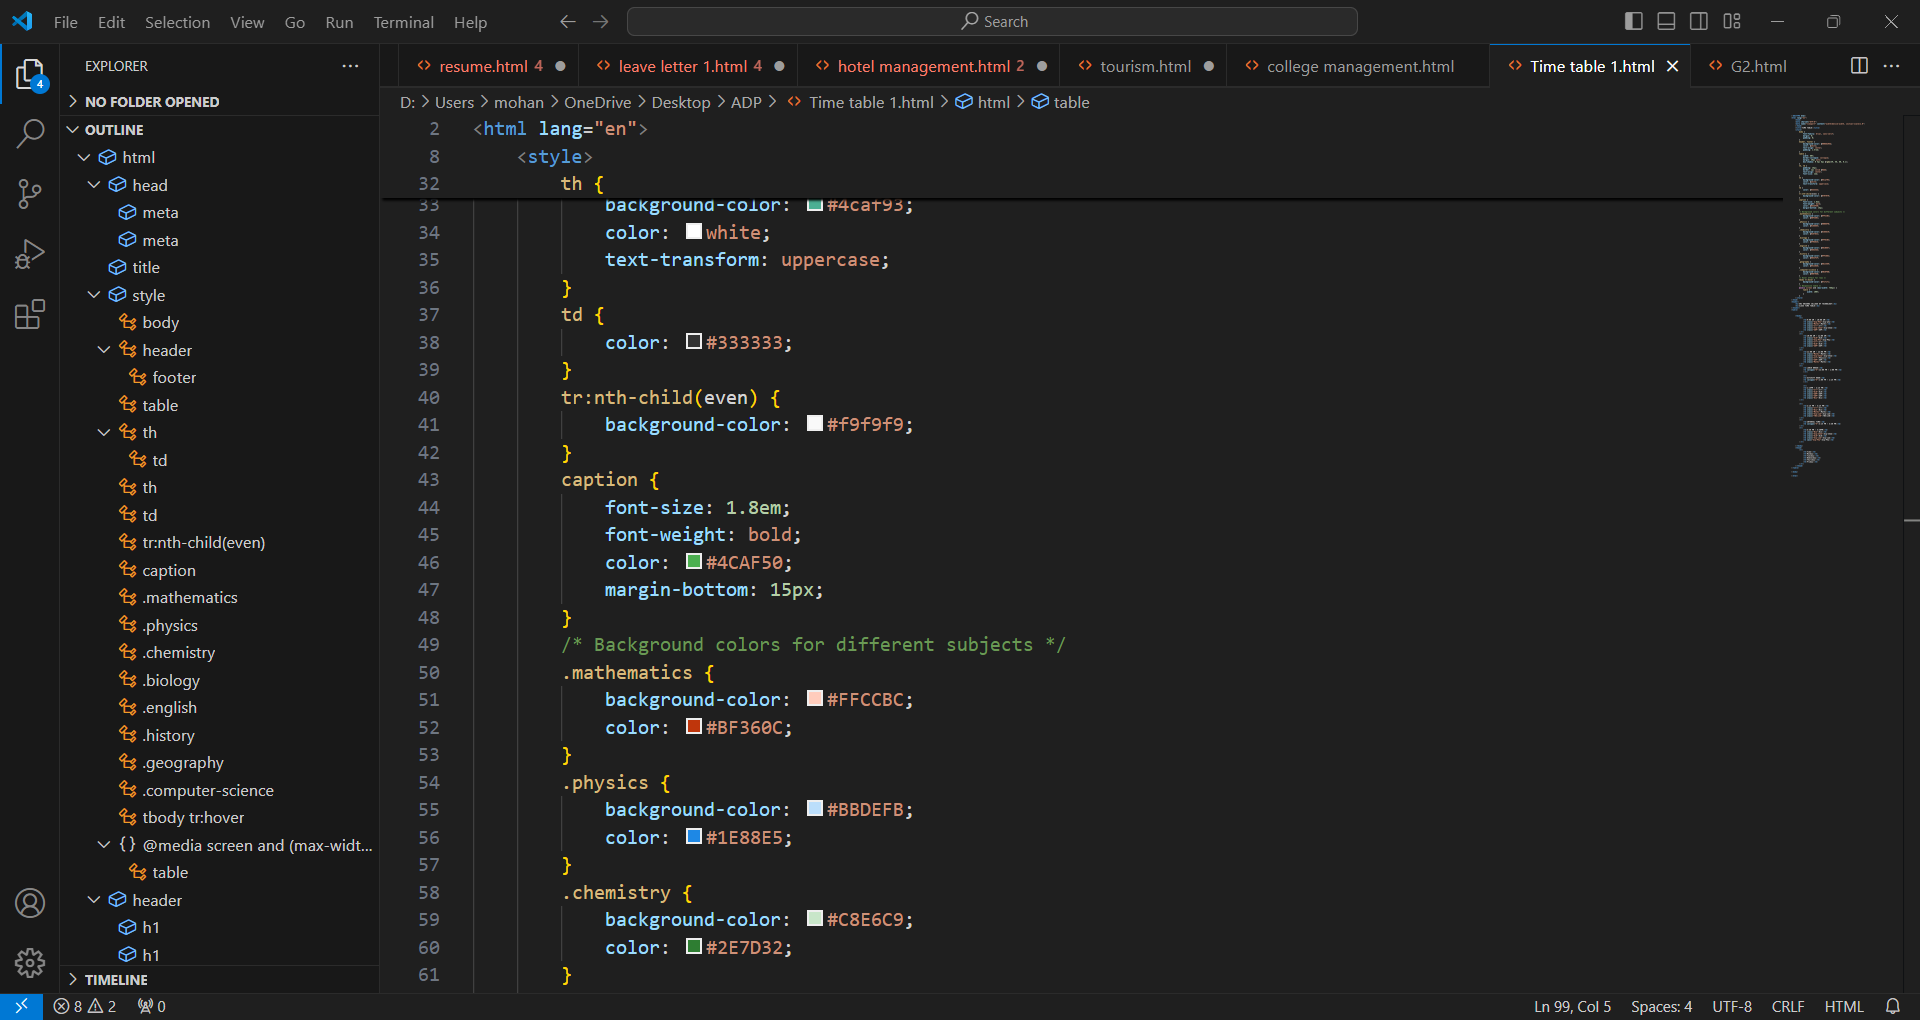 File Edit Selection View Go Run Terminal Help Search
EXPLORER
resume.html 4 leave letter 1.html 4 hotel management.html 2 tourism.html college management.html Time table 1.html G2.html
NO FOLDER OPENED
OUTLINE
html
head
meta
meta
title
style
body
header
footer
table
th
td
th
td
tr:nth-child(even)
caption
.mathematics
.physics
.chemistry
.biology
.english
.history
.geography
.computer-science
tbody tr:hover
{} @media screen and (max-widt...
table
header
h1
h1
TIMELINE
D: > Users > mohan > OneDrive > Desktop > ADP > Time table 1.html > html > table
2 <html lang="en">
8 <style>
32 th {
33 background-color: #4caf93;
34 color: white;
35 text-transform: uppercase;
36 }
37 td {
38 color: #333333;
39 }
40 tr:nth-child(even) {
41 background-color: #f9f9f9;
42 }
43 caption {
44 font-size: 1.8em;
45 font-weight: bold;
46 color: #4CAF50;
47 margin-bottom: 15px;
48 }
49 /* Background colors for different subjects */
50 .mathematics {
51 background-color: #FFCCBC;
52 color: #BF360C;
53 }
54 .physics {
55 background-color: #BBDEFB;
56 color: #1E88E5;
57 }
58 .chemistry {
59 background-color: #C8E6C9;
60 color: #2E7D32;
61 }
4
8 2 0
Ln 99, Col 5 Spaces: 4 UTF-8 CRLF HTML